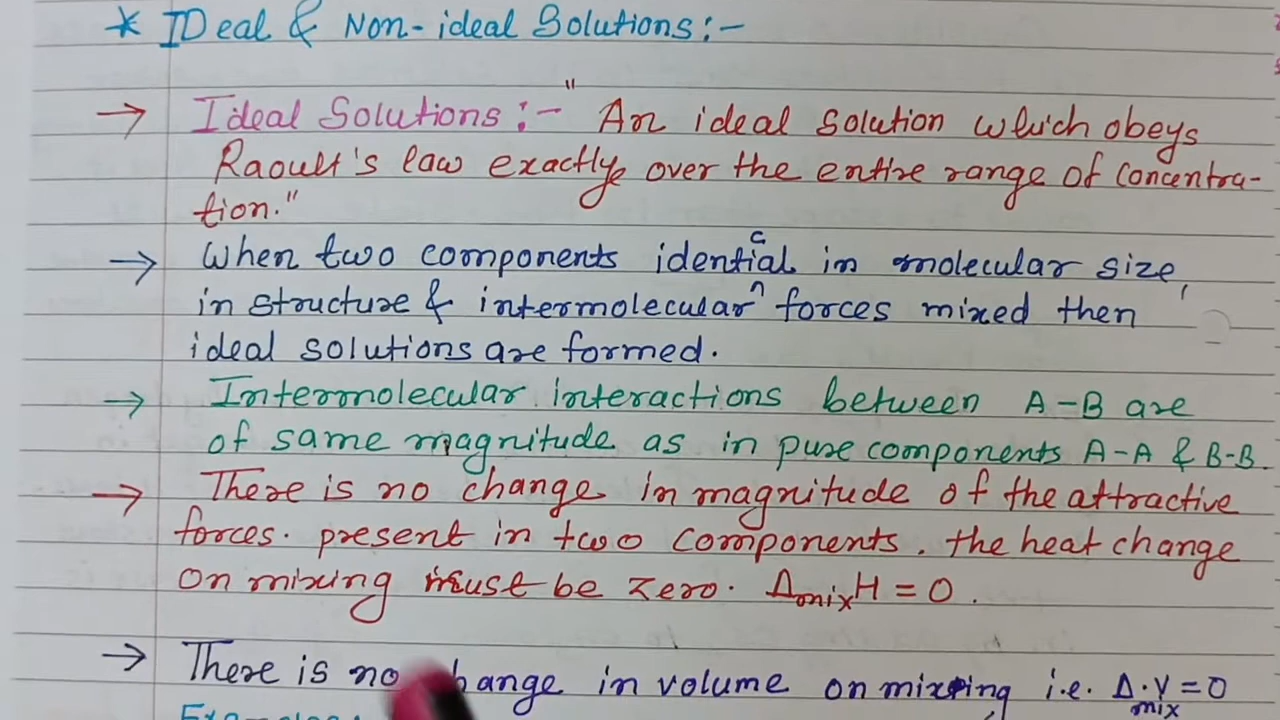 * IDeal & Non-ideal Solutions:-
→ Ideal Solutions:- "An ideal solution which obeys
Raoult's law exactly over the entire range of concentra-
tion."
→ When two components idential in molecular size,
in structure & intermolecular forces mixed then
ideal solutions are formed.
→ Intermolecular interactions between A-B are
of same magnitude as in pure components A-A & B-B.
→ There is no change in magnitude of the attractive
forces. present in two components. the heat change
on mixing must be zero. ΔmixH = 0.
→ There is no change in volume on mixing i.e. Δ.V = 0
mix